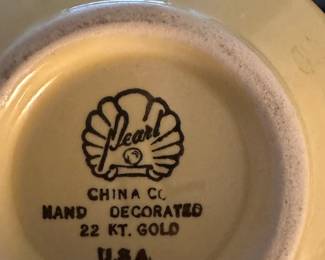 Pearl
CHINA CO
HAND DECORATED
22 KT. GOLD
U.S.A.